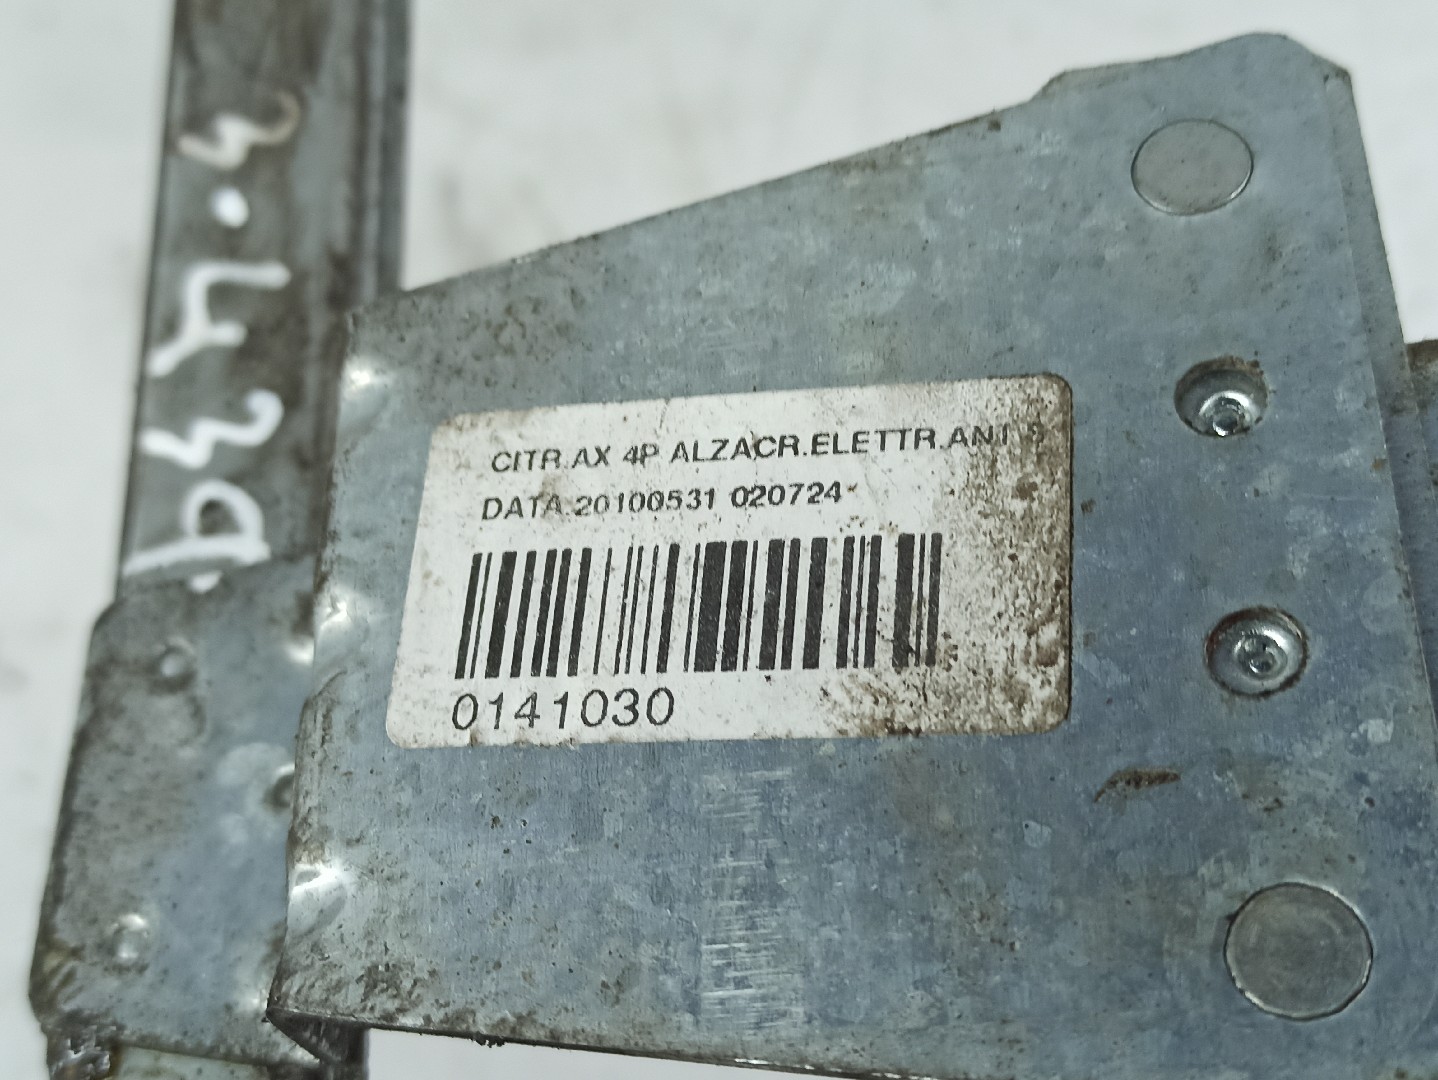 CITR.AX 4P ALZACR.ELETTR.ANT S
DATA 20100531 020724
0141030